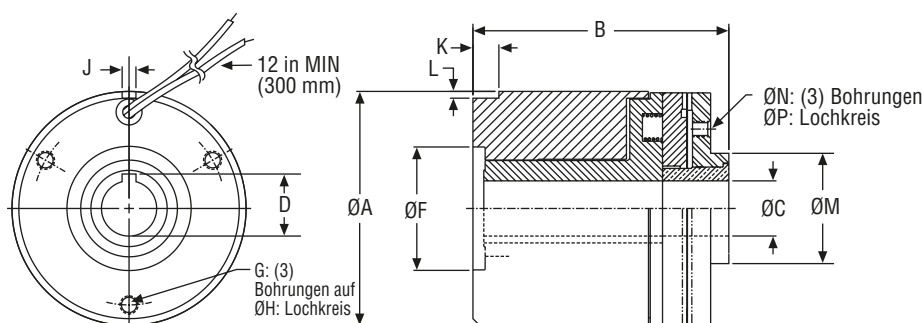 J
12 in MIN
(300 mm)
D
G: (3)
Bohrungen auf
ØH: Lochkreis
B
K
L
ØA
ØF
ØC
ØM
ØN: (3) Bohrungen
ØP: Lochkreis